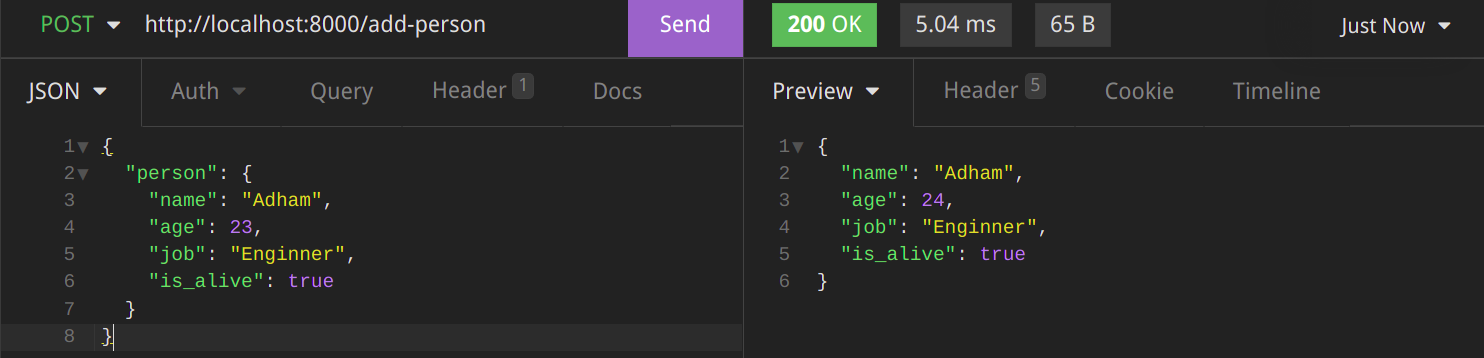 POST http://localhost:8000/add-person Send 200 OK 5.04 ms 65 B Just Now
JSON Auth Query Header 1 Docs
Preview Header 5 Cookie Timeline
1 {
2 "person": {
3 "name": "Adham",
4 "age": 23,
5 "job": "Enginner",
6 "is_alive": true
7 }
8 }
1 {
2 "name": "Adham",
3 "age": 24,
4 "job": "Enginner",
5 "is_alive": true
6 }